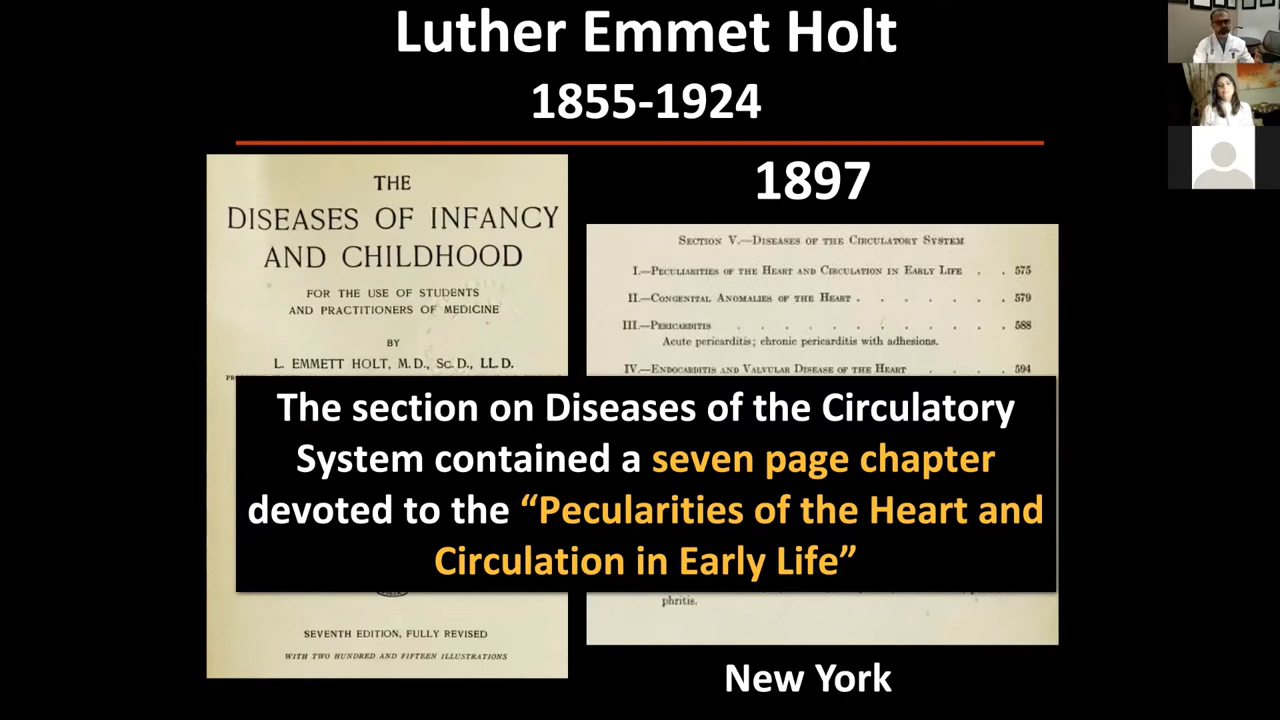 Luther Emmet Holt
1855-1924
THE
DISEASES OF INFANCY
AND CHILDHOOD
FOR THE USE OF STUDENTS
AND PRACTITIONERS OF MEDICINE
BY
L. EMMETT HOLT, M.D., Sc.D., LL.D.
1897
Section V.—Diseases of the Circulatory System
I.—Peculiarities of the Heart and Circulation in Early Life . . 575
II.—Congenital Anomalies of the Heart . . . . . . . 579
III.—Pericarditis . . . . . . . . . . . 588
Acute pericarditis; chronic pericarditis with adhesions.
IV.—Endocarditis and Valvular Disease of the Heart . . . . 594
The section on Diseases of the Circulatory
System contained a seven page chapter
devoted to the “Pecularities of the Heart and
Circulation in Early Life”
phritis.
SEVENTH EDITION, FULLY REVISED
WITH TWO HUNDRED AND FIFTEEN ILLUSTRATIONS
New York